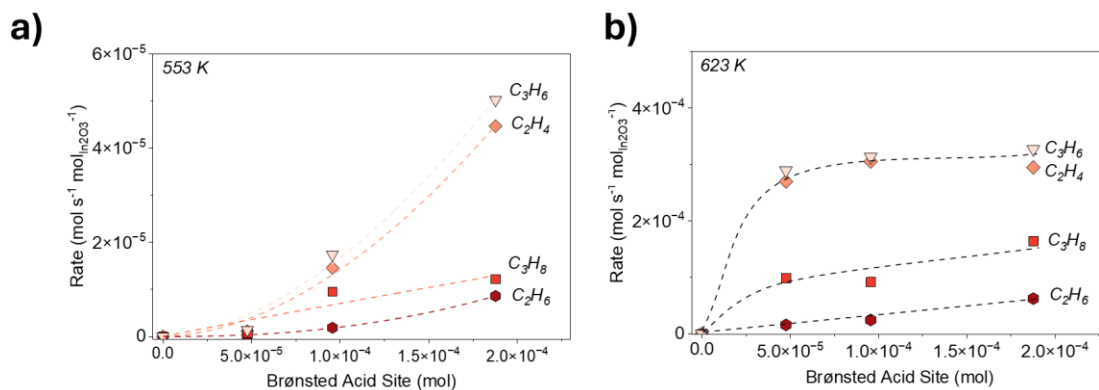 a)
553 K
Rate (mol s⁻¹ mol_In2O3⁻¹)
6×10⁻⁵
4×10⁻⁵
2×10⁻⁵
0
C₃H₆
C₂H₄
C₃H₈
C₂H₆
0.0 5.0×10⁻⁵ 1.0×10⁻⁴ 1.5×10⁻⁴ 2.0×10⁻⁴
Brønsted Acid Site (mol)
b)
623 K
Rate (mol s⁻¹ mol_In2O3⁻¹)
4×10⁻⁴
2×10⁻⁴
0
C₃H₆
C₂H₄
C₃H₈
C₂H₆
0.0 5.0×10⁻⁵ 1.0×10⁻⁴ 1.5×10⁻⁴ 2.0×10⁻⁴
Brønsted Acid Site (mol)